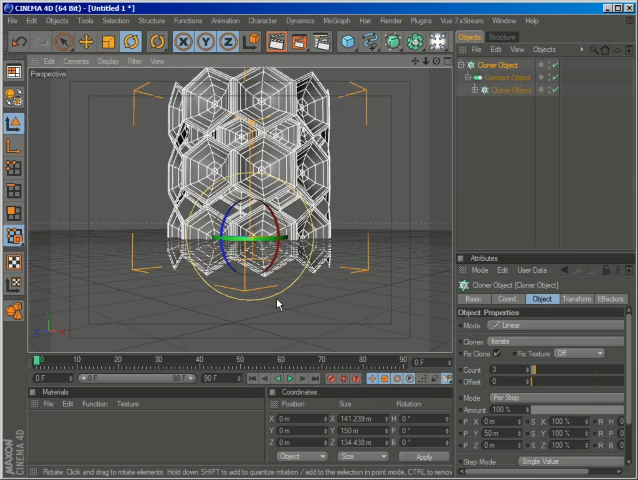 CINEMA 4D (64 Bit) - [Untitled 1 *]
File Edit Objects Tools Selection Structure Functions Animation Character Dynamics MoGraph Hair Render Plugins Vue 7xStream Window Help
Edit Cameras Display Filter View
Perspective
Objects Structure
File Edit View Objects
Cloner Object
Connect Object
Cloner Object
Attributes
Mode Edit User Data
Cloner Object [Cloner Object]
Basic Coord. Object Transform Effectors
Object Properties
Mode Linear
Clones Iterate
Fix Clone Fix Texture Off
Count 3
Offset 0
Mode Per Step
Amount 100 %
P . X 0 m S . X 100 % R . H 0
P . Y 50 m S . Y 100 % R . P 0
P . Z 0 m S . Z 100 % R . B 0
Step Mode Single Value
0 10 20 30 40 50 60 70 80 90 0 F
0 F 0 F 90 F 90 F
Materials
File Edit Function Texture
Coordinates
Position Size Rotation
X 0 m X 141.239 m H 0 °
Y 0 m Y 150 m P 0 °
Z 0 m Z 134.438 m B 0 °
Object Size Apply
MAXON
CINEMA 4D
Rotate: Click and drag to rotate elements. Hold down SHIFT to add to quantize rotation / add to the selection in point mode, CTRL to remov